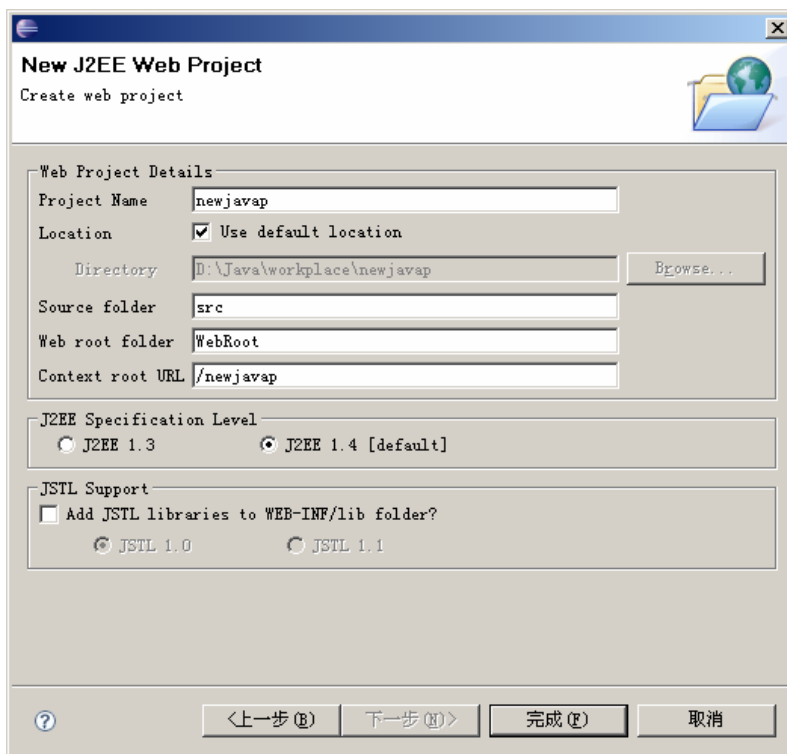 New J2EE Web Project
Create web project
Web Project Details
Project Name newjavap
Location Use default location
Directory D:\Java\workplace\newjavap Browse...
Source folder src
Web root folder WebRoot
Context root URL /newjavap
J2EE Specification Level
J2EE 1.3 J2EE 1.4 [default]
JSTL Support
Add JSTL libraries to WEB-INF/lib folder?
JSTL 1.0 JSTL 1.1
<上一步(B) 下一步(N)> 完成(F) 取消